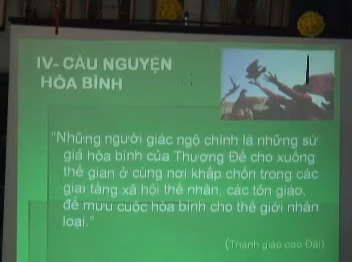 IV- CẦU NGUYỆN
HÒA BÌNH
"Những người giác ngộ chính là những sứ
giả hòa bình của Thượng Đế cho xuống
thế gian ở cùng nơi khắp chốn trong các
giai tầng xã hội thế nhân, các tôn giáo,
để mưu cuộc hòa bình cho thế giới nhân
loại."
(Thánh giáo cao Đài)